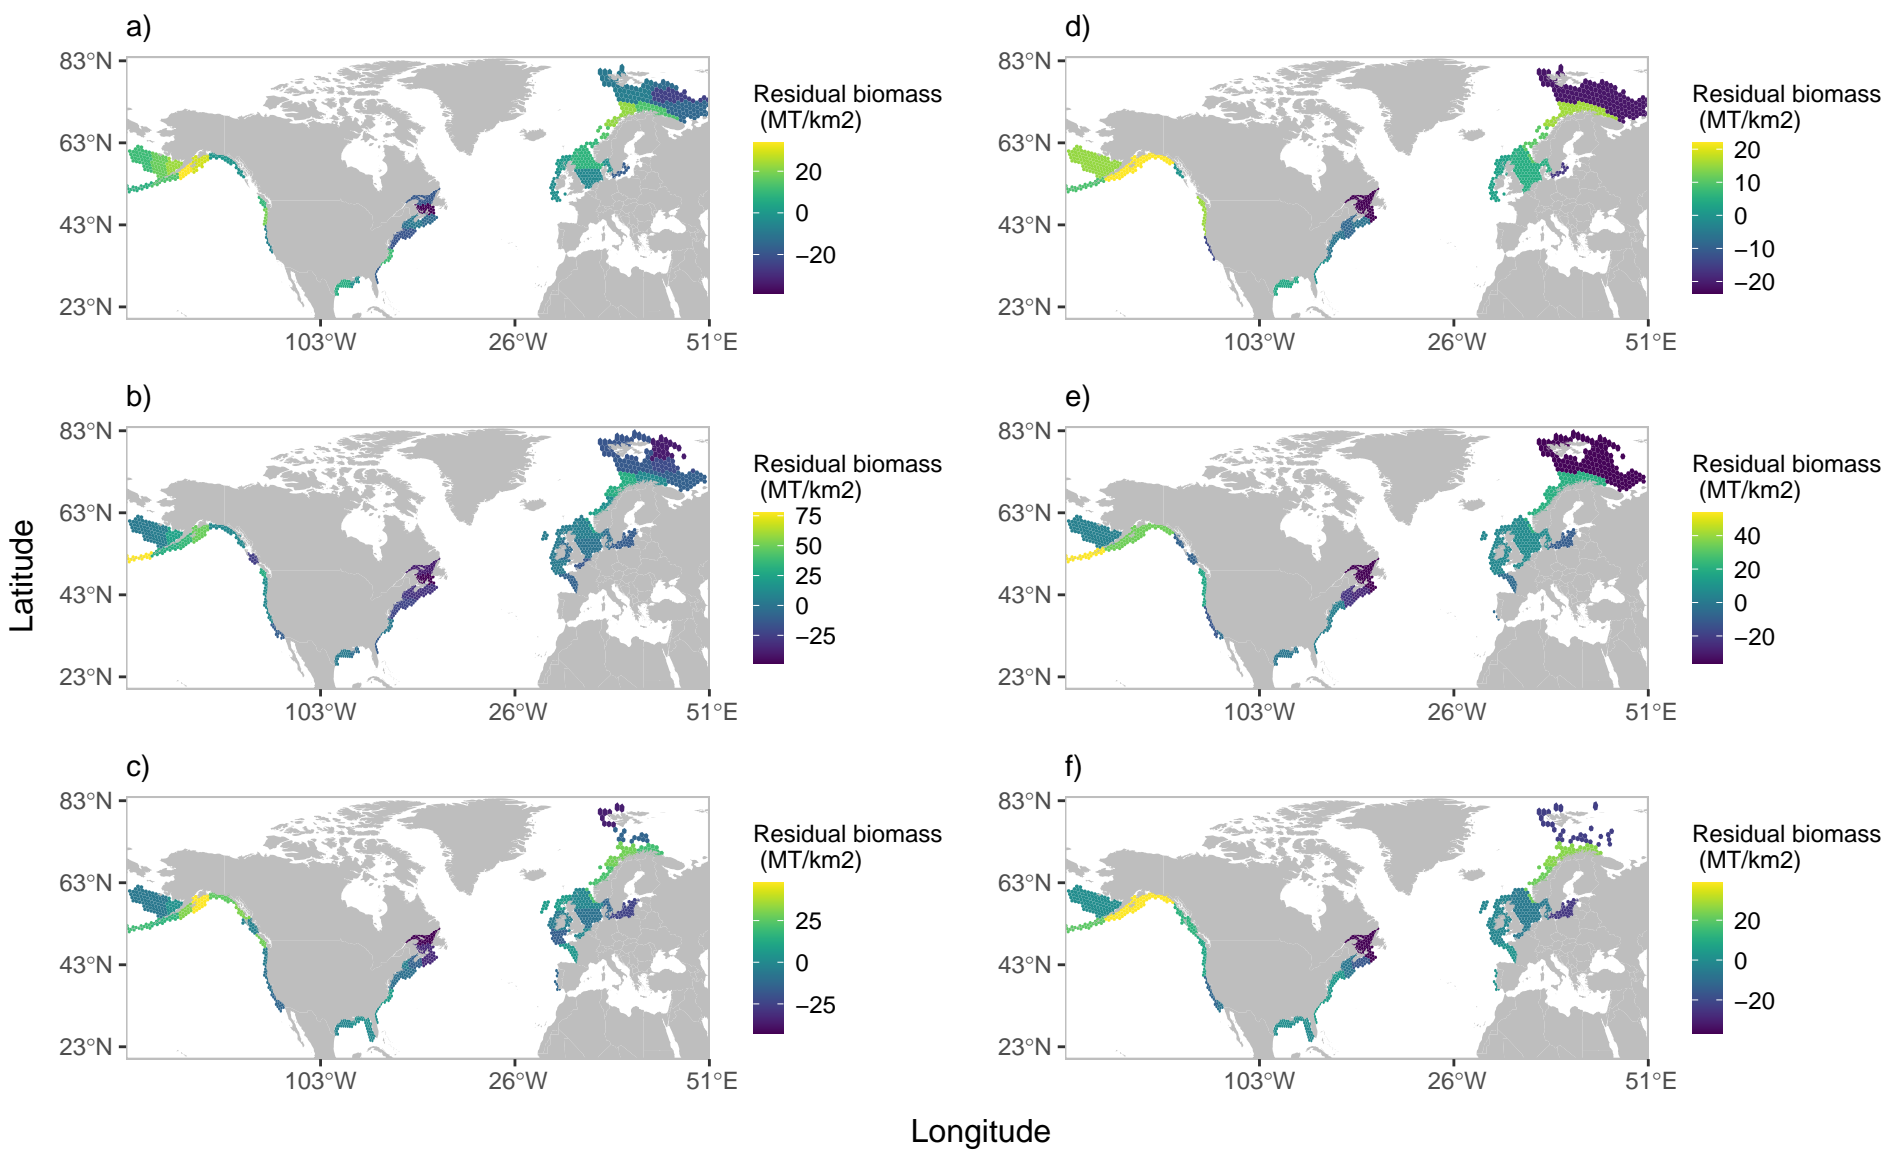 a)
83°N
63°N
43°N
23°N
103°W
26°W
51°E
Residual biomass
(MT/km2)
20
0
−20
d)
83°N
63°N
43°N
23°N
103°W
26°W
51°E
Residual biomass
(MT/km2)
20
10
0
−10
−20
b)
83°N
63°N
43°N
23°N
103°W
26°W
51°E
Residual biomass
(MT/km2)
75
50
25
0
−25
e)
83°N
63°N
43°N
23°N
103°W
26°W
51°E
Residual biomass
(MT/km2)
40
20
0
−20
Latitude
c)
83°N
63°N
43°N
23°N
103°W
26°W
51°E
Residual biomass
(MT/km2)
25
0
−25
f)
83°N
63°N
43°N
23°N
103°W
26°W
51°E
Residual biomass
(MT/km2)
20
0
−20
Longitude